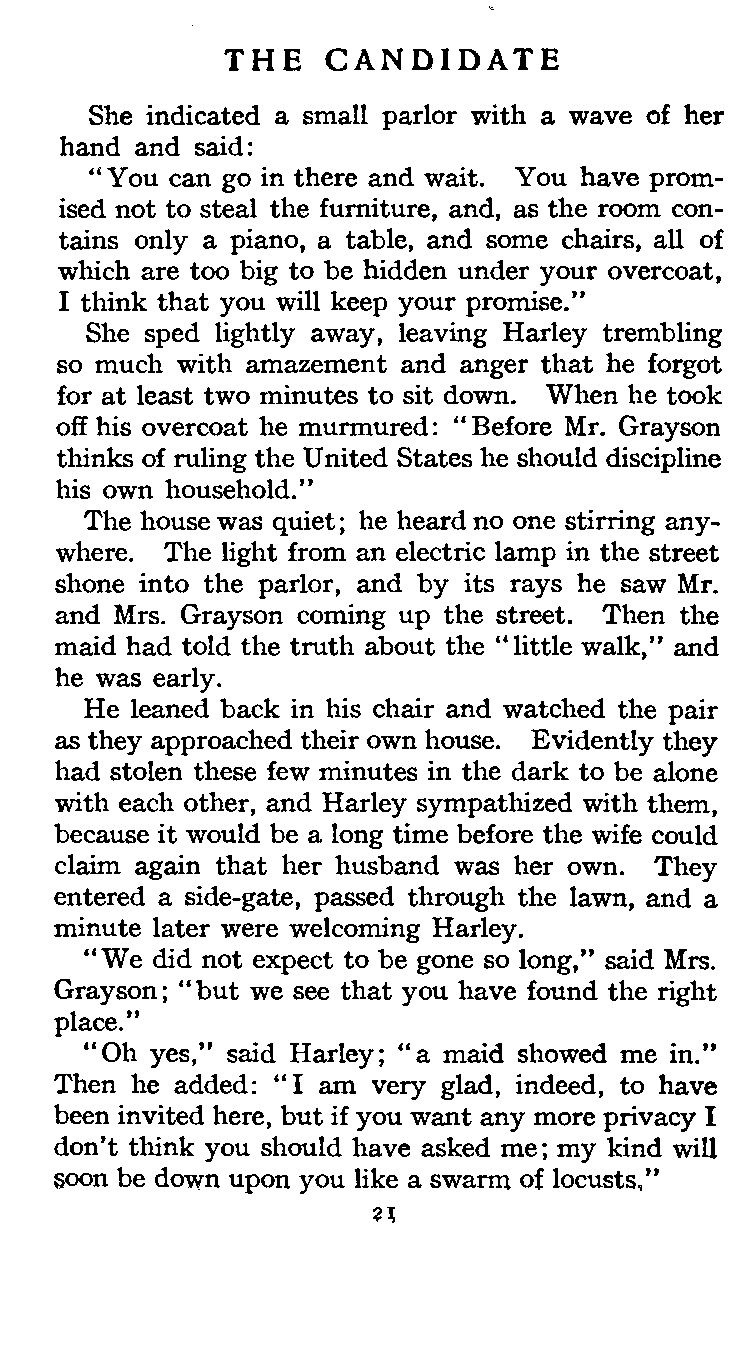 THE CANDIDATE
She indicated a small parlor with a wave of her
hand and said:
"You can go in there and wait. You have prom-
ised not to steal the furniture, and, as the room con-
tains only a piano, a table, and some chairs, all of
which are too big to be hidden under your overcoat,
I think that you will keep your promise."
She sped lightly away, leaving Harley trembling
so much with amazement and anger that he forgot
for at least two minutes to sit down. When he took
off his overcoat he murmured: "Before Mr. Grayson
thinks of ruling the United States he should discipline
his own household."
The house was quiet; he heard no one stirring any-
where. The light from an electric lamp in the street
shone into the parlor, and by its rays he saw Mr.
and Mrs. Grayson coming up the street. Then the
maid had told the truth about the "little walk," and
he was early.
He leaned back in his chair and watched the pair
as they approached their own house. Evidently they
had stolen these few minutes in the dark to be alone
with each other, and Harley sympathized with them,
because it would be a long time before the wife could
claim again that her husband was her own. They
entered a side-gate, passed through the lawn, and a
minute later were welcoming Harley.
"We did not expect to be gone so long," said Mrs.
Grayson; "but we see that you have found the right
place."
"Oh yes," said Harley; "a maid showed me in."
Then he added: "I am very glad, indeed, to have
been invited here, but if you want any more privacy I
don't think you should have asked me; my kind will
soon be down upon you like a swarm of locusts."
21